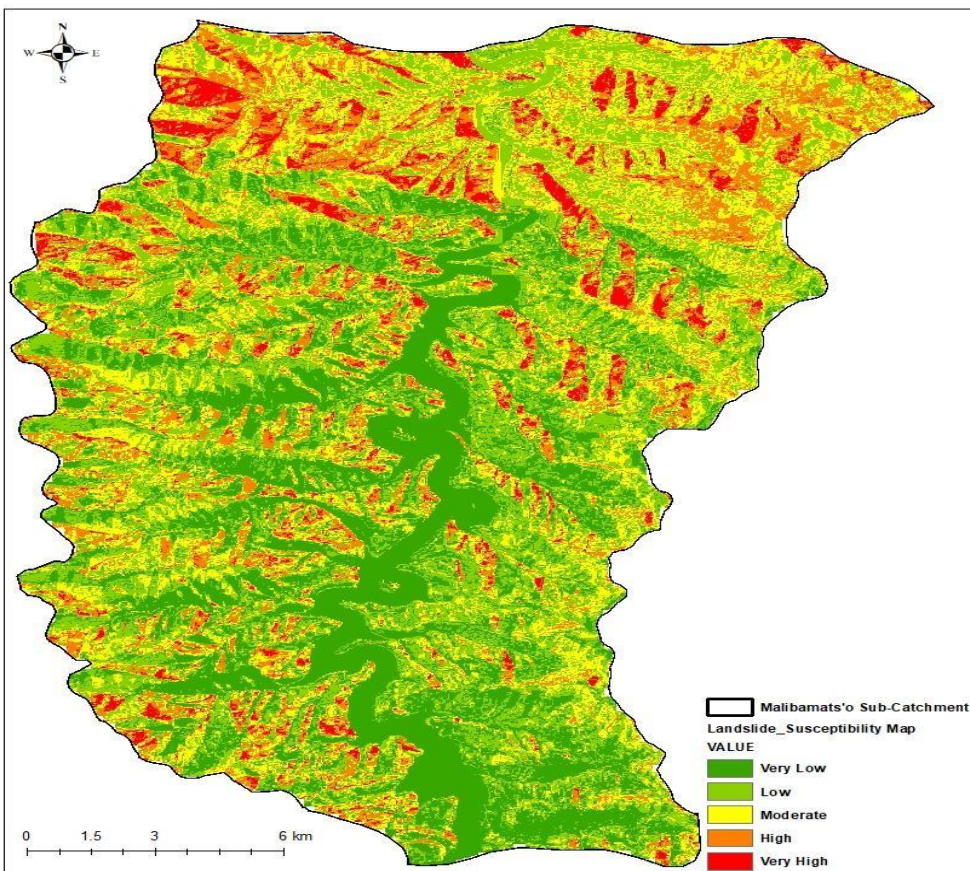 N
W E
S
Malibamats'o Sub-Catchment
Landslide_Susceptibility Map
VALUE
Very Low
Low
Moderate
High
Very High
0 1.5 3 6 km